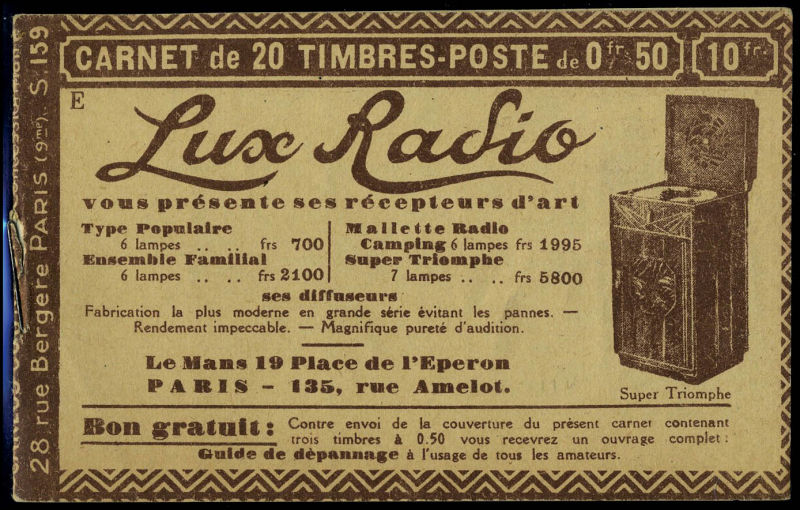 CARNET de 20 TIMBRES-POSTE de 0fr. 50
10 fr.
E
Lux Radio
vous présente ses récepteurs d'art
Type Populaire
6 lampes .. .. frs 700
Ensemble Familial
6 lampes .. .. frs 2100
Mallette Radio
Camping 6 lampes frs 1995
Super Triomphe
7 lampes .. .. frs 5800
ses diffuseurs
Fabrication la plus moderne en grande série évitant les pannes. —
Rendement impeccable. — Magnifique pureté d'audition.
Le Mans 19 Place de l'Eperon
PARIS - 135, rue Amelot.
Super Triomphe
Bon gratuit : Contre envoi de la couverture du présent carnet contenant
trois timbres à 0.50 vous recevrez un ouvrage complet :
Guide de dèpannage à l'usage de tous les amateurs.
28 rue Bergère PARIS (9me). S 159